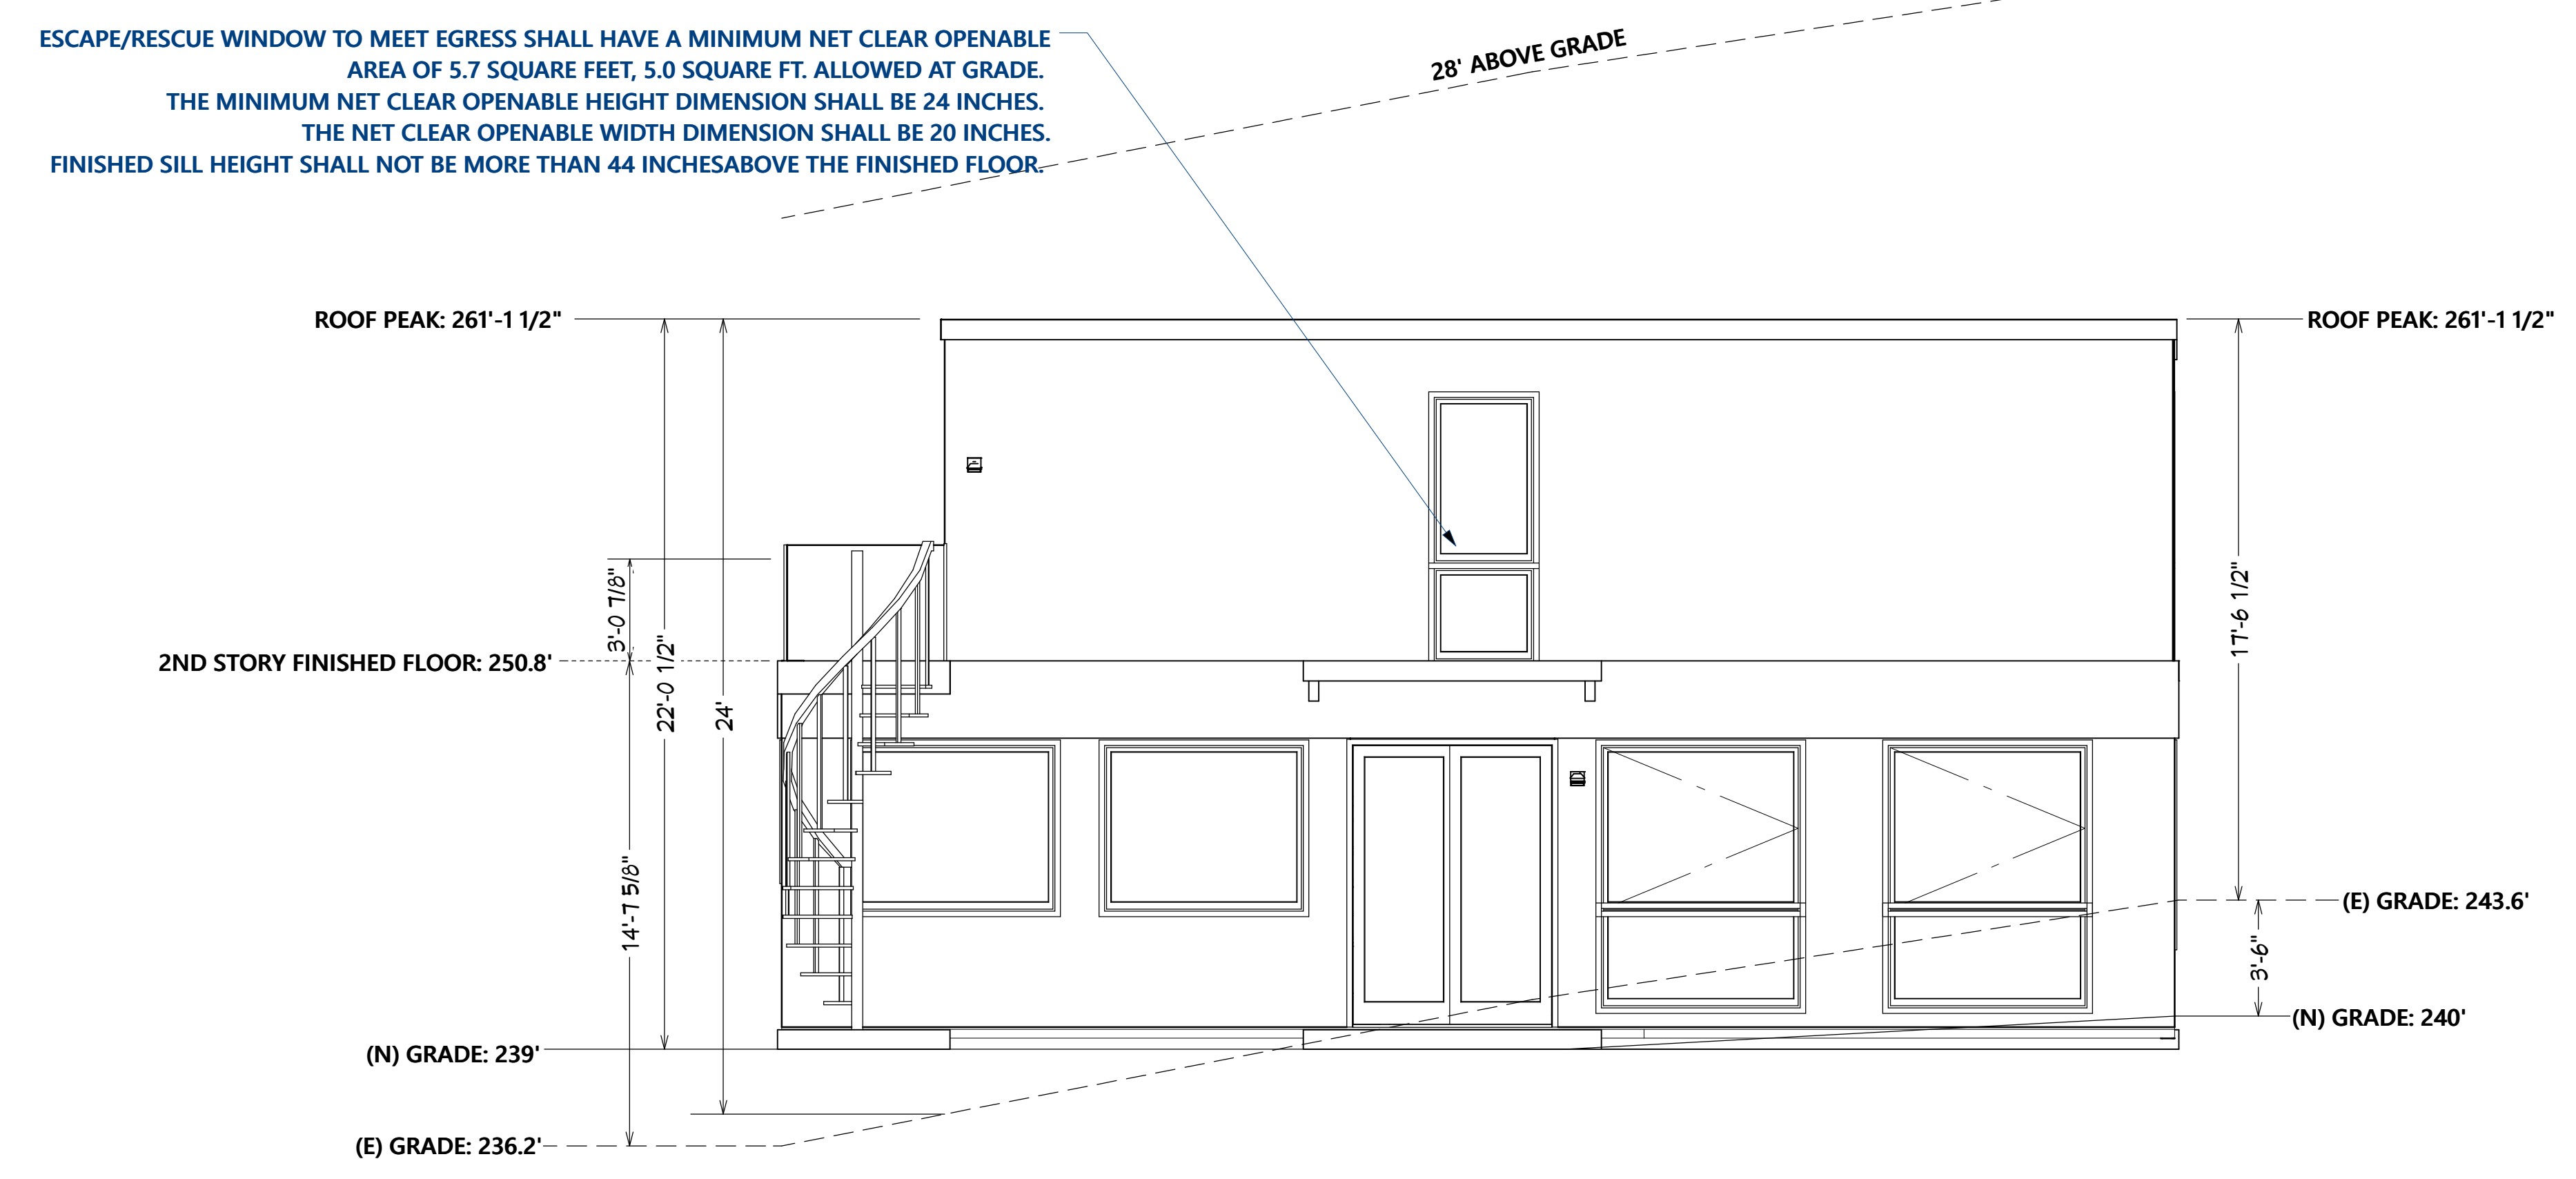 ESCAPE/RESCUE WINDOW TO MEET EGRESS SHALL HAVE A MINIMUM NET CLEAR OPENABLE
AREA OF 5.7 SQUARE FEET, 5.0 SQUARE FT. ALLOWED AT GRADE.
THE MINIMUM NET CLEAR OPENABLE HEIGHT DIMENSION SHALL BE 24 INCHES.
THE NET CLEAR OPENABLE WIDTH DIMENSION SHALL BE 20 INCHES.
FINISHED SILL HEIGHT SHALL NOT BE MORE THAN 44 INCHESABOVE THE FINISHED FLOOR.
28' ABOVE GRADE
ROOF PEAK: 261'-1 1/2"
ROOF PEAK: 261'-1 1/2"
3'-0 7/8"
2ND STORY FINISHED FLOOR: 250.8'
22'-0 1/2"
24'
17'-6 1/2"
14'-7 5/8"
(E) GRADE: 243.6'
3'-6"
(N) GRADE: 240'
(N) GRADE: 239'
(E) GRADE: 236.2'